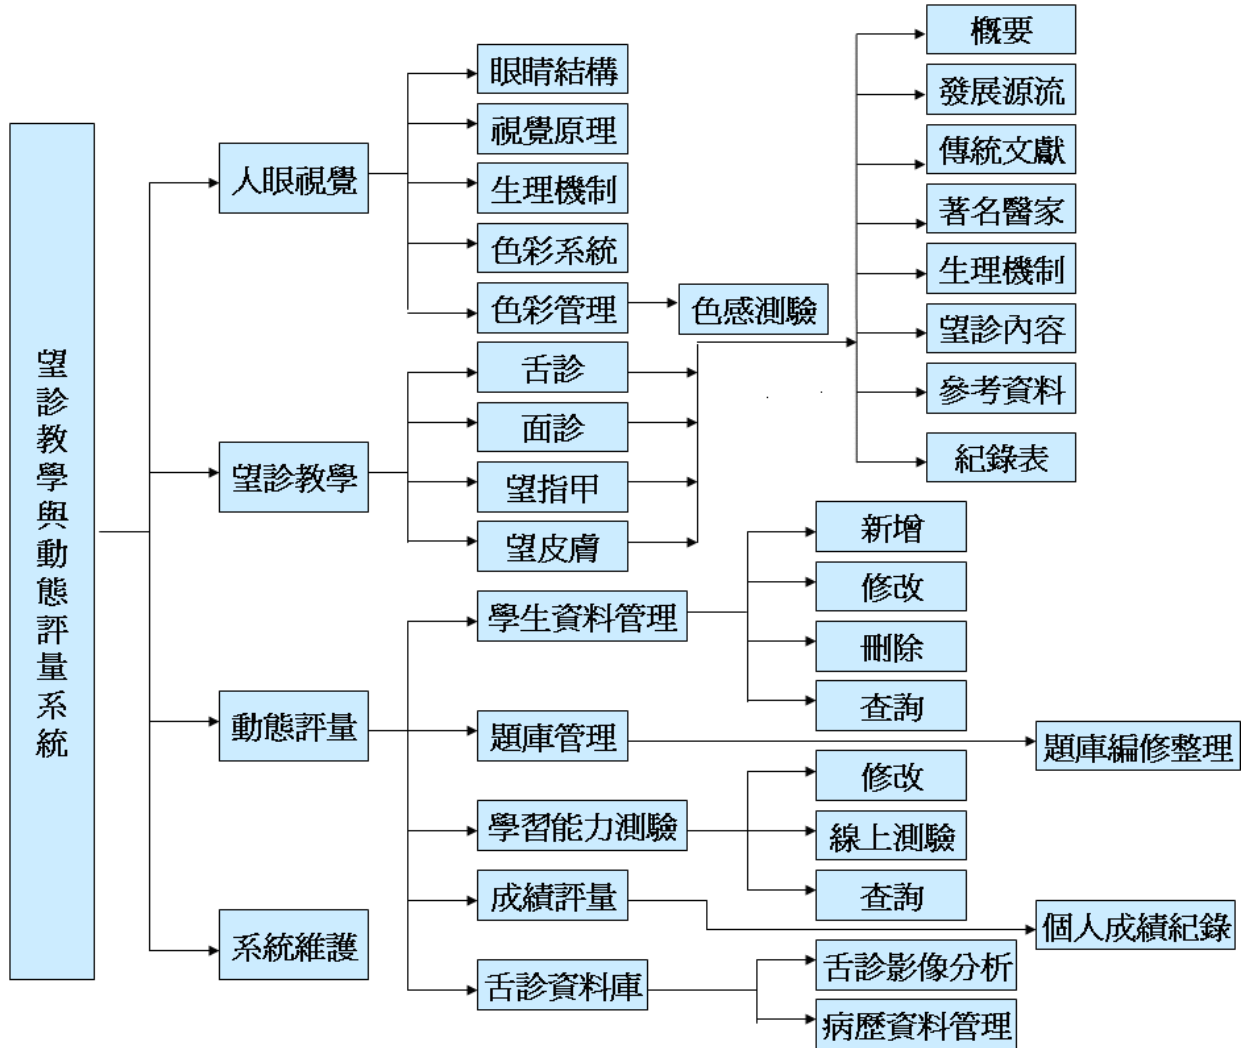 望診教學與動態評量系統
人眼視覺
眼睛結構
視覺原理
生理機制
色彩系統
色彩管理
色感測驗
望診教學
舌診
面診
望指甲
望皮膚
概要
發展源流
傳統文獻
著名醫家
生理機制
望診內容
參考資料
紀錄表
動態評量
學生資料管理
新增
修改
刪除
查詢
題庫管理
題庫編修整理
學習能力測驗
修改
線上測驗
查詢
成績評量
個人成績紀錄
舌診資料庫
舌診影像分析
病歷資料管理
系統維護